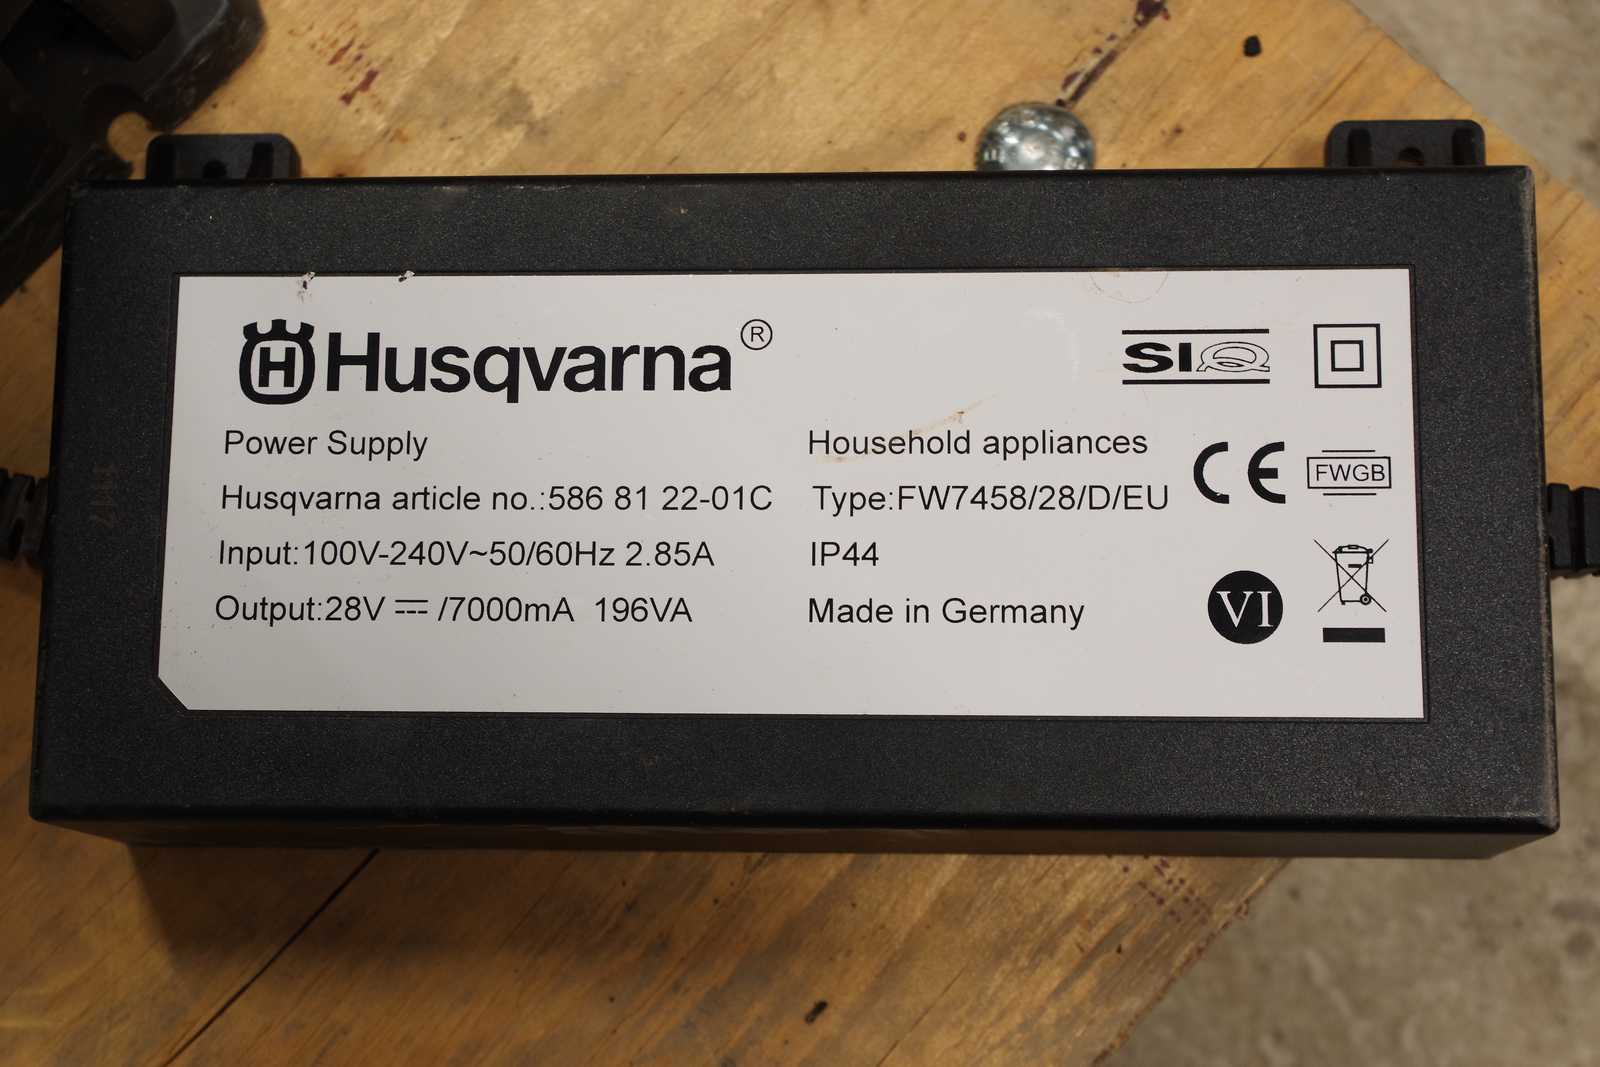 Husqvarna®
SIQ
Power Supply
Household appliances
CE
FWGB
Husqvarna article no.:586 81 22-01C
Type:FW7458/28/D/EU
Input:100V-240V~50/60Hz 2.85A
IP44
Output:28V ⎓ /7000mA 196VA
Made in Germany
VI